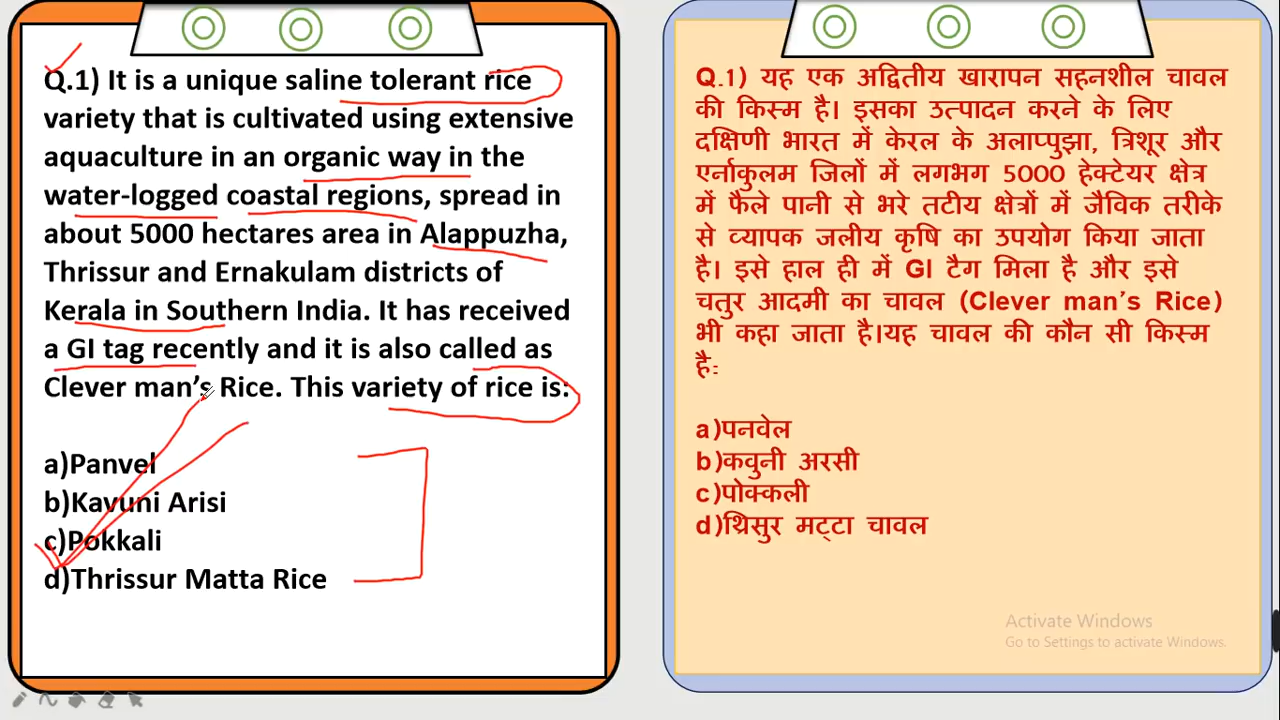 Q.1) It is a unique saline tolerant rice
variety that is cultivated using extensive
aquaculture in an organic way in the
water-logged coastal regions, spread in
about 5000 hectares area in Alappuzha,
Thrissur and Ernakulam districts of
Kerala in Southern India. It has received
a GI tag recently and it is also called as
Clever man’s Rice. This variety of rice is:
a)Panvel
b)Kavuni Arisi
c)Pokkali
d)Thrissur Matta Rice
Q.1) यह एक अद्वितीय खारापन सहनशील चावल
की किस्म है। इसका उत्पादन करने के लिए
दक्षिणी भारत में केरल के अलाप्पुझा, त्रिशूर और
एर्नाकुलम जिलों में लगभग 5000 हेक्टेयर क्षेत्र
में फैले पानी से भरे तटीय क्षेत्रों में जैविक तरीके
से व्यापक जलीय कृषि का उपयोग किया जाता
है। इसे हाल ही में GI टैग मिला है और इसे
चतुर आदमी का चावल (Clever man’s Rice)
भी कहा जाता है।यह चावल की कौन सी किस्म
है:
a)पनवेल
b)कवुनी अरसी
c)पोक्कली
d)थ्रिसुर मट्टा चावल
Activate Windows
Go to Settings to activate Windows.